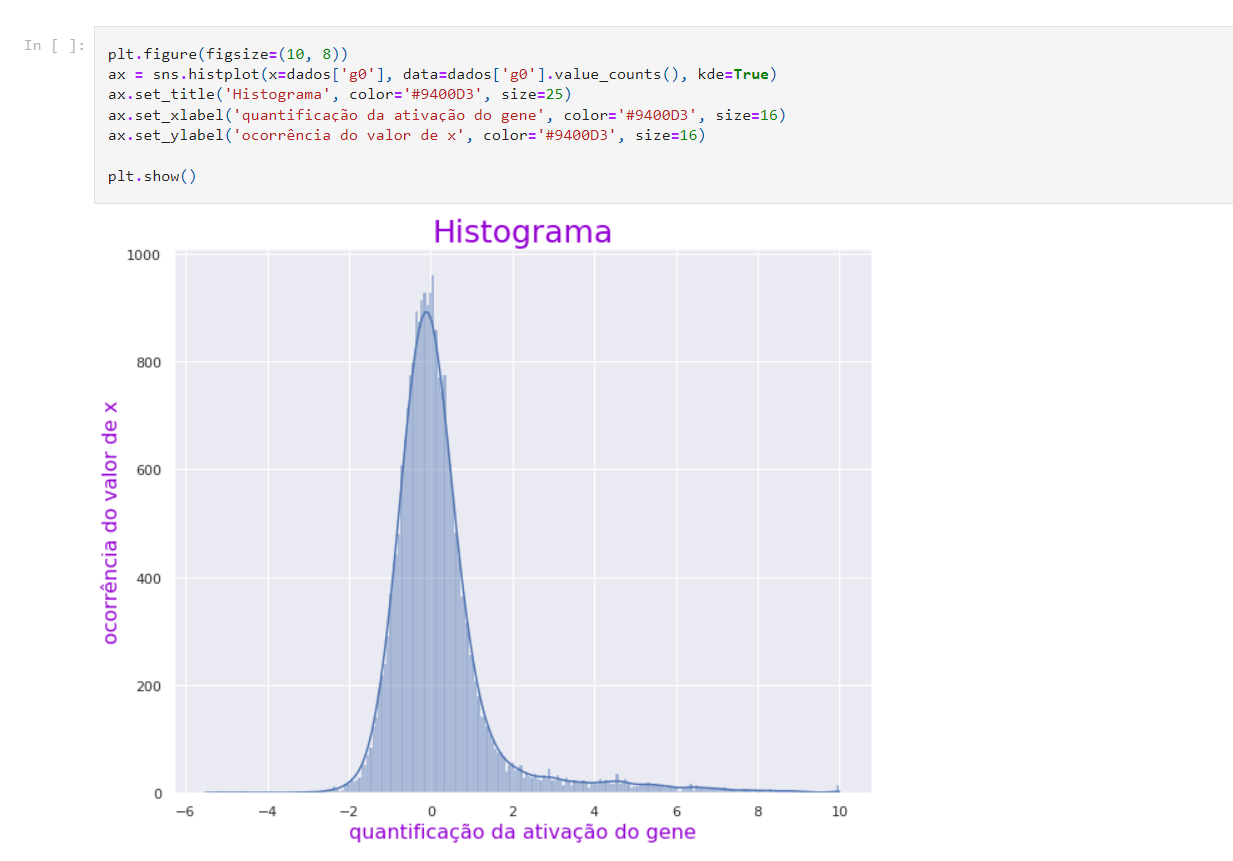 In [ ]:
plt.figure(figsize=(10, 8))
ax = sns.histplot(x=dados['g0'], data=dados['g0'].value_counts(), kde=True)
ax.set_title('Histograma', color='#9400D3', size=25)
ax.set_xlabel('quantificação da ativação do gene', color='#9400D3', size=16)
ax.set_ylabel('ocorrência do valor de x', color='#9400D3', size=16)
plt.show()
Histograma
1000
800
600
400
200
0
ocorrência do valor de x
−6 −4 −2 0 2 4 6 8 10
quantificação da ativação do gene